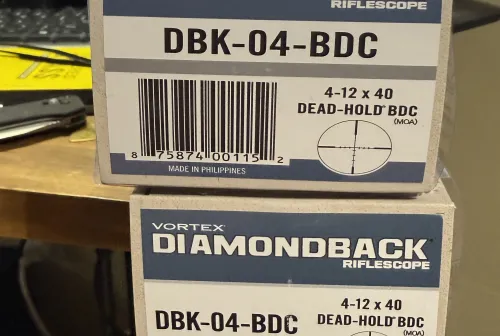 RIFLESCOPE
DBK-04-BDC
4-12 x 40
DEAD-HOLD® BDC
(MOA)
8 75874 00115 2
MADE IN PHILIPPINES
VORTEX®
DIAMONDBACK®
RIFLESCOPE
DBK-04-BDC
4-12 x 40
DEAD-HOLD® BDC
(MOA)